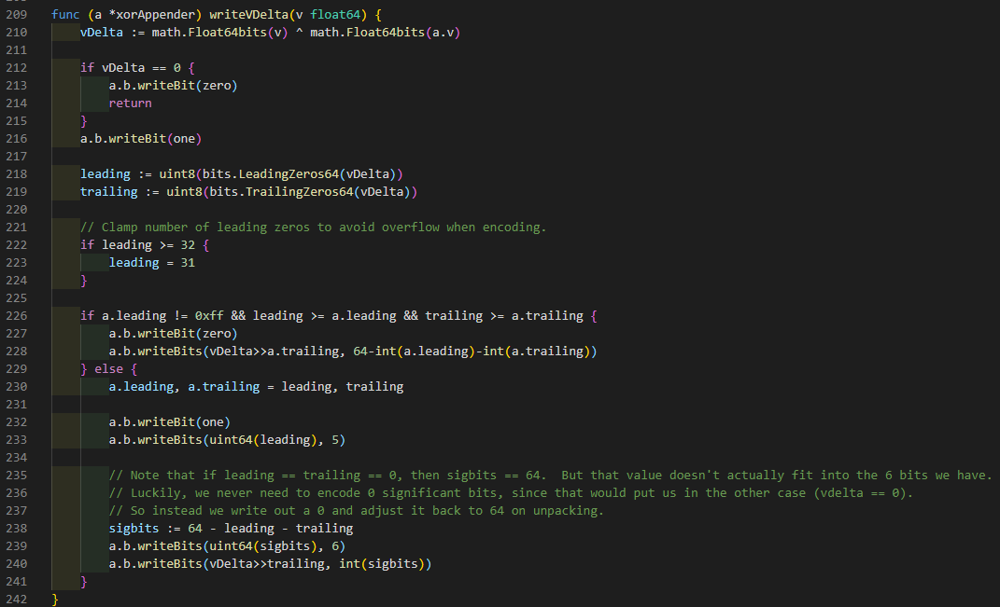 209 func (a *xorAppender) writeVDelta(v float64) {
210     vDelta := math.Float64bits(v) ^ math.Float64bits(a.v)
211
212     if vDelta == 0 {
213         a.b.writeBit(zero)
214         return
215     }
216     a.b.writeBit(one)
217
218     leading := uint8(bits.LeadingZeros64(vDelta))
219     trailing := uint8(bits.TrailingZeros64(vDelta))
220
221     // Clamp number of leading zeros to avoid overflow when encoding.
222     if leading >= 32 {
223         leading = 31
224     }
225
226     if a.leading != 0xff && leading >= a.leading && trailing >= a.trailing {
227         a.b.writeBit(zero)
228         a.b.writeBits(vDelta>>a.trailing, 64-int(a.leading)-int(a.trailing))
229     } else {
230         a.leading, a.trailing = leading, trailing
231
232         a.b.writeBit(one)
233         a.b.writeBits(uint64(leading), 5)
234
235         // Note that if leading == trailing == 0, then sigbits == 64.  But that value doesn't actually fit into the 6 bits we have.
236         // Luckily, we never need to encode 0 significant bits, since that would put us in the other case (vdelta == 0).
237         // So instead we write out a 0 and adjust it back to 64 on unpacking.
238         sigbits := 64 - leading - trailing
239         a.b.writeBits(uint64(sigbits), 6)
240         a.b.writeBits(vDelta>>trailing, int(sigbits))
241     }
242 }